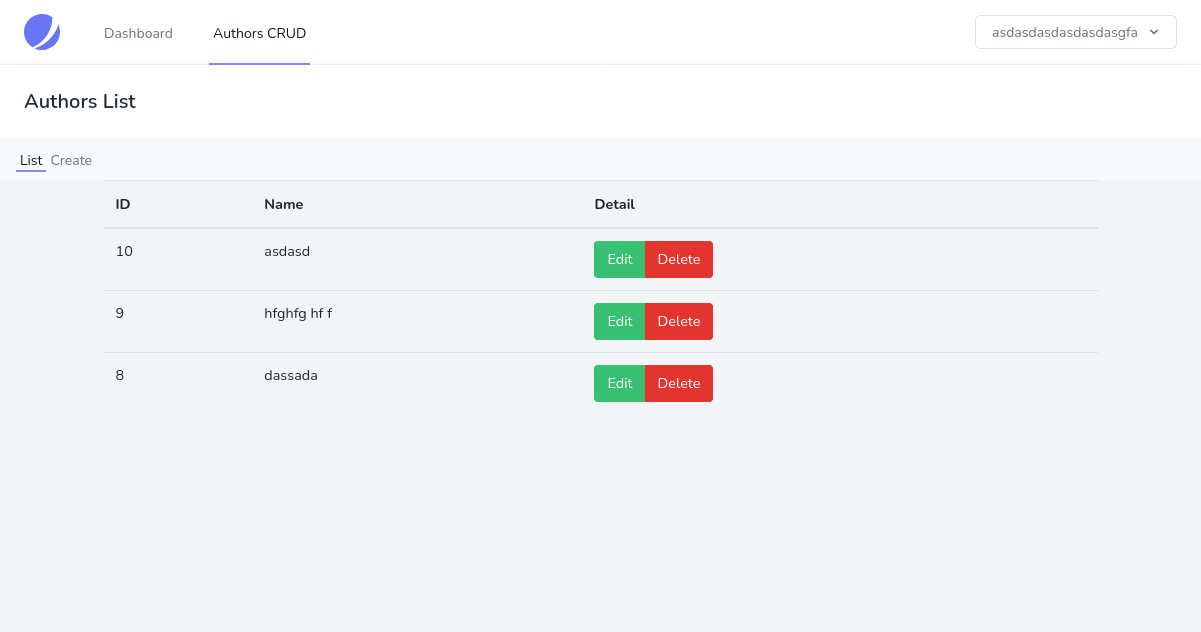 Dashboard Authors CRUD asdasdasdasdasdasgfa
Authors List
List Create
ID Name Detail
10 asdasd Edit Delete
9 hfghfg hf f Edit Delete
8 dassada Edit Delete